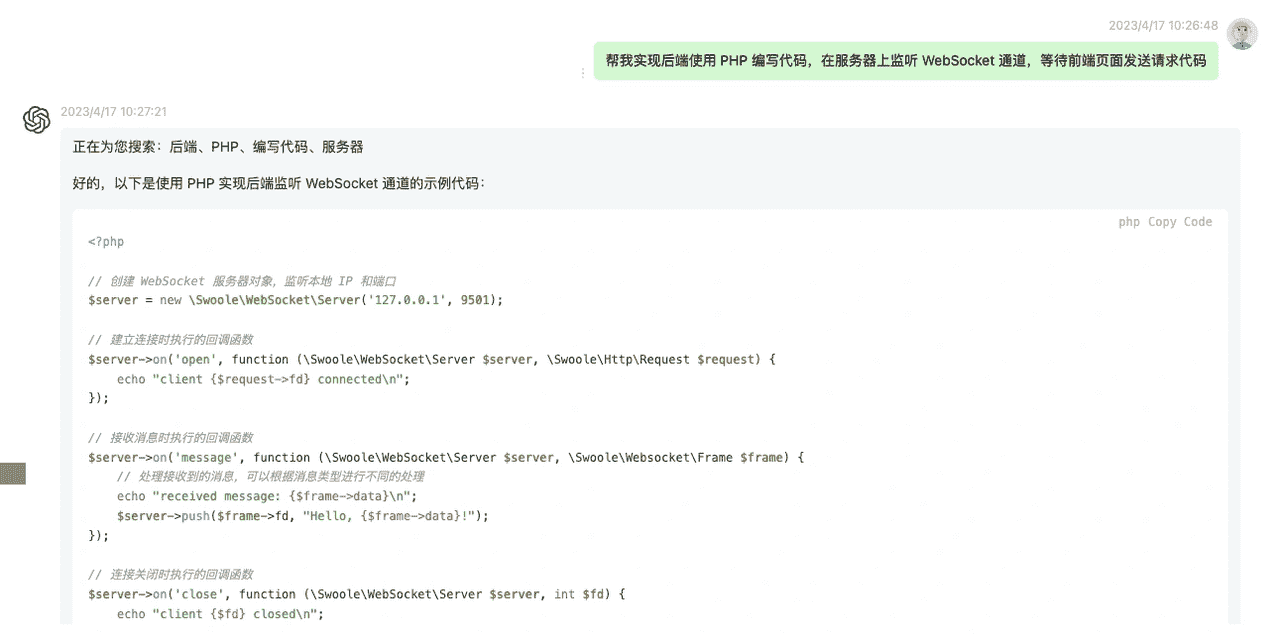 2023/4/17 10:26:48
帮我实现后端使用 PHP 编写代码，在服务器上监听 WebSocket 通道，等待前端页面发送请求代码
2023/4/17 10:27:21
正在为您搜索：后端、PHP、编写代码、服务器
好的，以下是使用 PHP 实现后端监听 WebSocket 通道的示例代码：
php Copy Code
<?php
// 创建 WebSocket 服务器对象，监听本地 IP 和端口
$server = new \Swoole\WebSocket\Server('127.0.0.1', 9501);
// 建立连接时执行的回调函数
$server->on('open', function (\Swoole\WebSocket\Server $server, \Swoole\Http\Request $request) {
    echo "client {$request->fd} connected\n";
});
// 接收消息时执行的回调函数
$server->on('message', function (\Swoole\WebSocket\Server $server, \Swoole\Websocket\Frame $frame) {
    // 处理接收到的消息，可以根据消息类型进行不同的处理
    echo "received message: {$frame->data}\n";
    $server->push($frame->fd, "Hello, {$frame->data}!");
});
// 连接关闭时执行的回调函数
$server->on('close', function (\Swoole\WebSocket\Server $server, int $fd) {
    echo "client {$fd} closed\n";